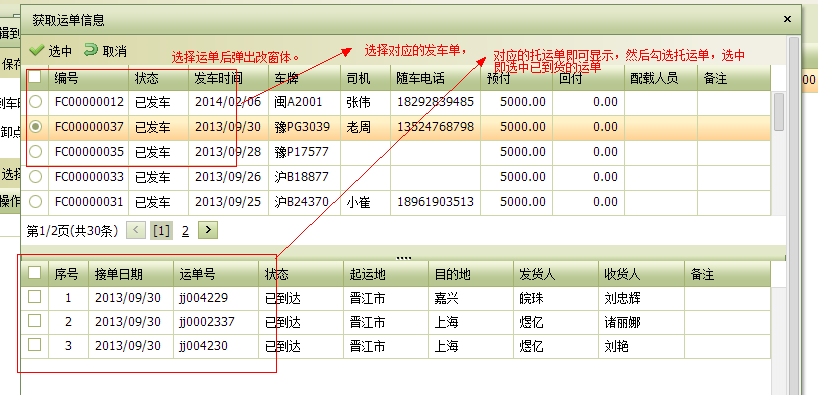 获取运单信息
辑到
保存
选中 取消
选择运单后弹出改窗体。
选择对应的发车单，
对应的托运单即可显示，然后勾选托运单，选中
即选中已到货的运单
编号 状态 发车时间 车牌 司机 随车电话 预付 回付 配载人员 备注
00
FC00000012 已发车 2014/02/06 闽A2001 张伟 18292839485 5000.00 0.00
到车时
FC00000037 已发车 2013/09/30 豫PG3039 老周 13524768798 5000.00 0.00
卸点
FC00000035 已发车 2013/09/28 豫P17577 5000.00 0.00
选择
FC00000033 已发车 2013/09/26 沪B18877 5000.00 0.00
操作
FC00000031 已发车 2013/09/25 沪B24370 小崔 18961903513 5000.00 0.00
第1/2页(共30条) < [1] 2 >
序号 接单日期 运单号 状态 起运地 目的地 发货人 收货人 备注
1 2013/09/30 jj004229 已到达 晋江市 嘉兴 皖珠 刘忠辉
2 2013/09/30 jj0002337 已到达 晋江市 上海 煜亿 诸丽娜
3 2013/09/30 jj004230 已到达 晋江市 上海 煜亿 刘艳